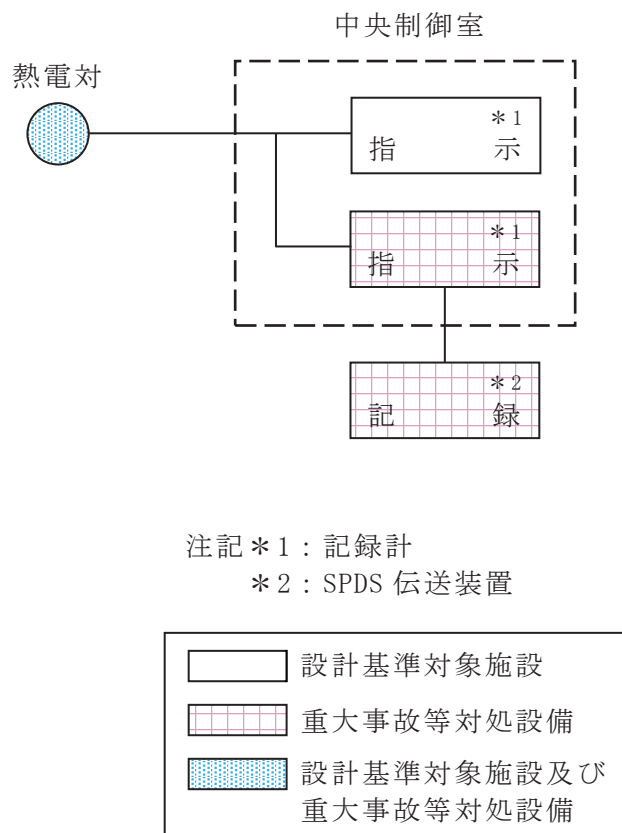 中央制御室
熱電対
*1
指 示
*1
指 示
*2
記 録
注記*1:記録計
*2:SPDS 伝送装置
設計基準対象施設
重大事故等対処設備
設計基準対象施設及び
重大事故等対処設備